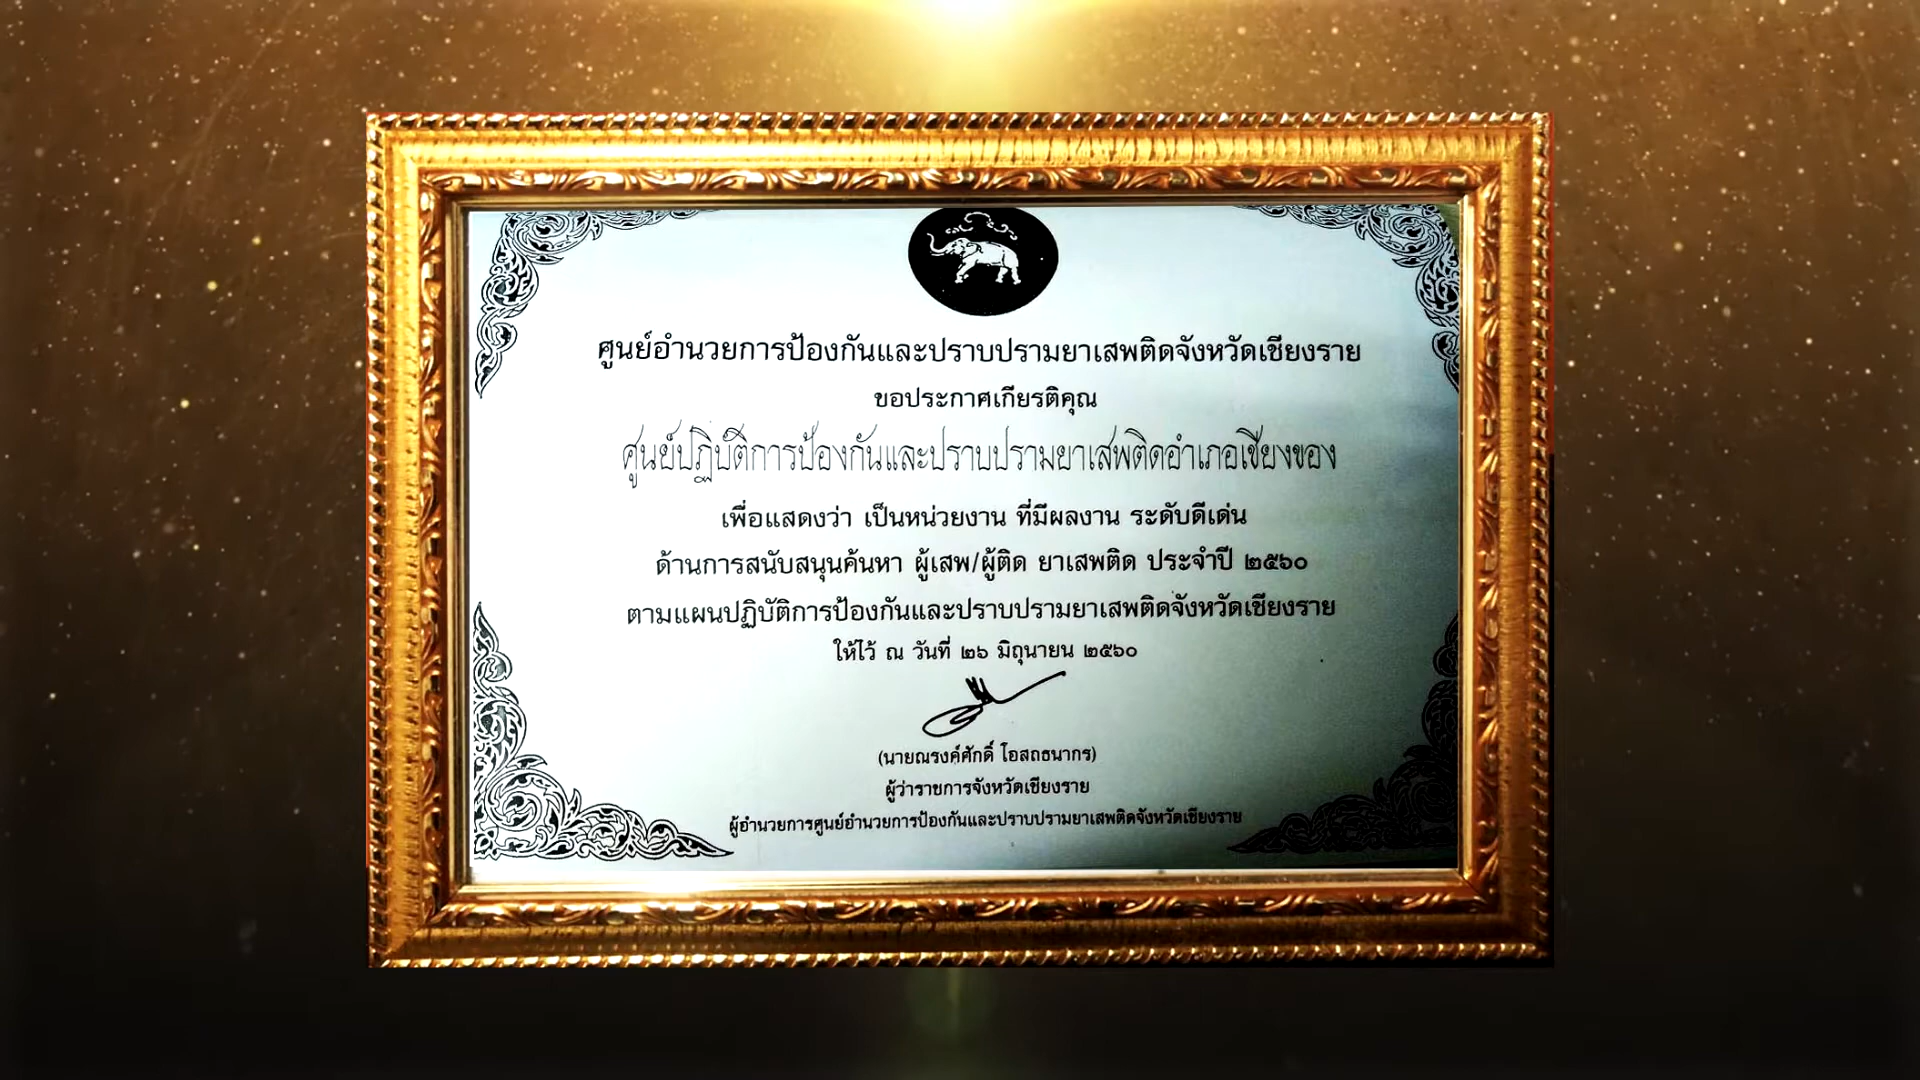 ศูนย์อำนวยการป้องกันและปราบปรามยาเสพติดจังหวัดเชียงราย
ขอประกาศเกียรติคุณ
ศูนย์ปฏิบัติการป้องกันและปราบปรามยาเสพติดอำเภอเชียงของ
เพื่อแสดงว่า เป็นหน่วยงาน ที่มีผลงาน ระดับดีเด่น
ด้านการสนับสนุนค้นหา ผู้เสพ/ผู้ติด ยาเสพติด ประจำปี ๒๕๖๐
ตามแผนปฏิบัติการป้องกันและปราบปรามยาเสพติดจังหวัดเชียงราย
ให้ไว้ ณ วันที่ ๒๖ มิถุนายน ๒๕๖๐
(นายณรงค์ศักดิ์ โอสถธนากร)
ผู้ว่าราชการจังหวัดเชียงราย
ผู้อำนวยการศูนย์อำนวยการป้องกันและปราบปรามยาเสพติดจังหวัดเชียงราย